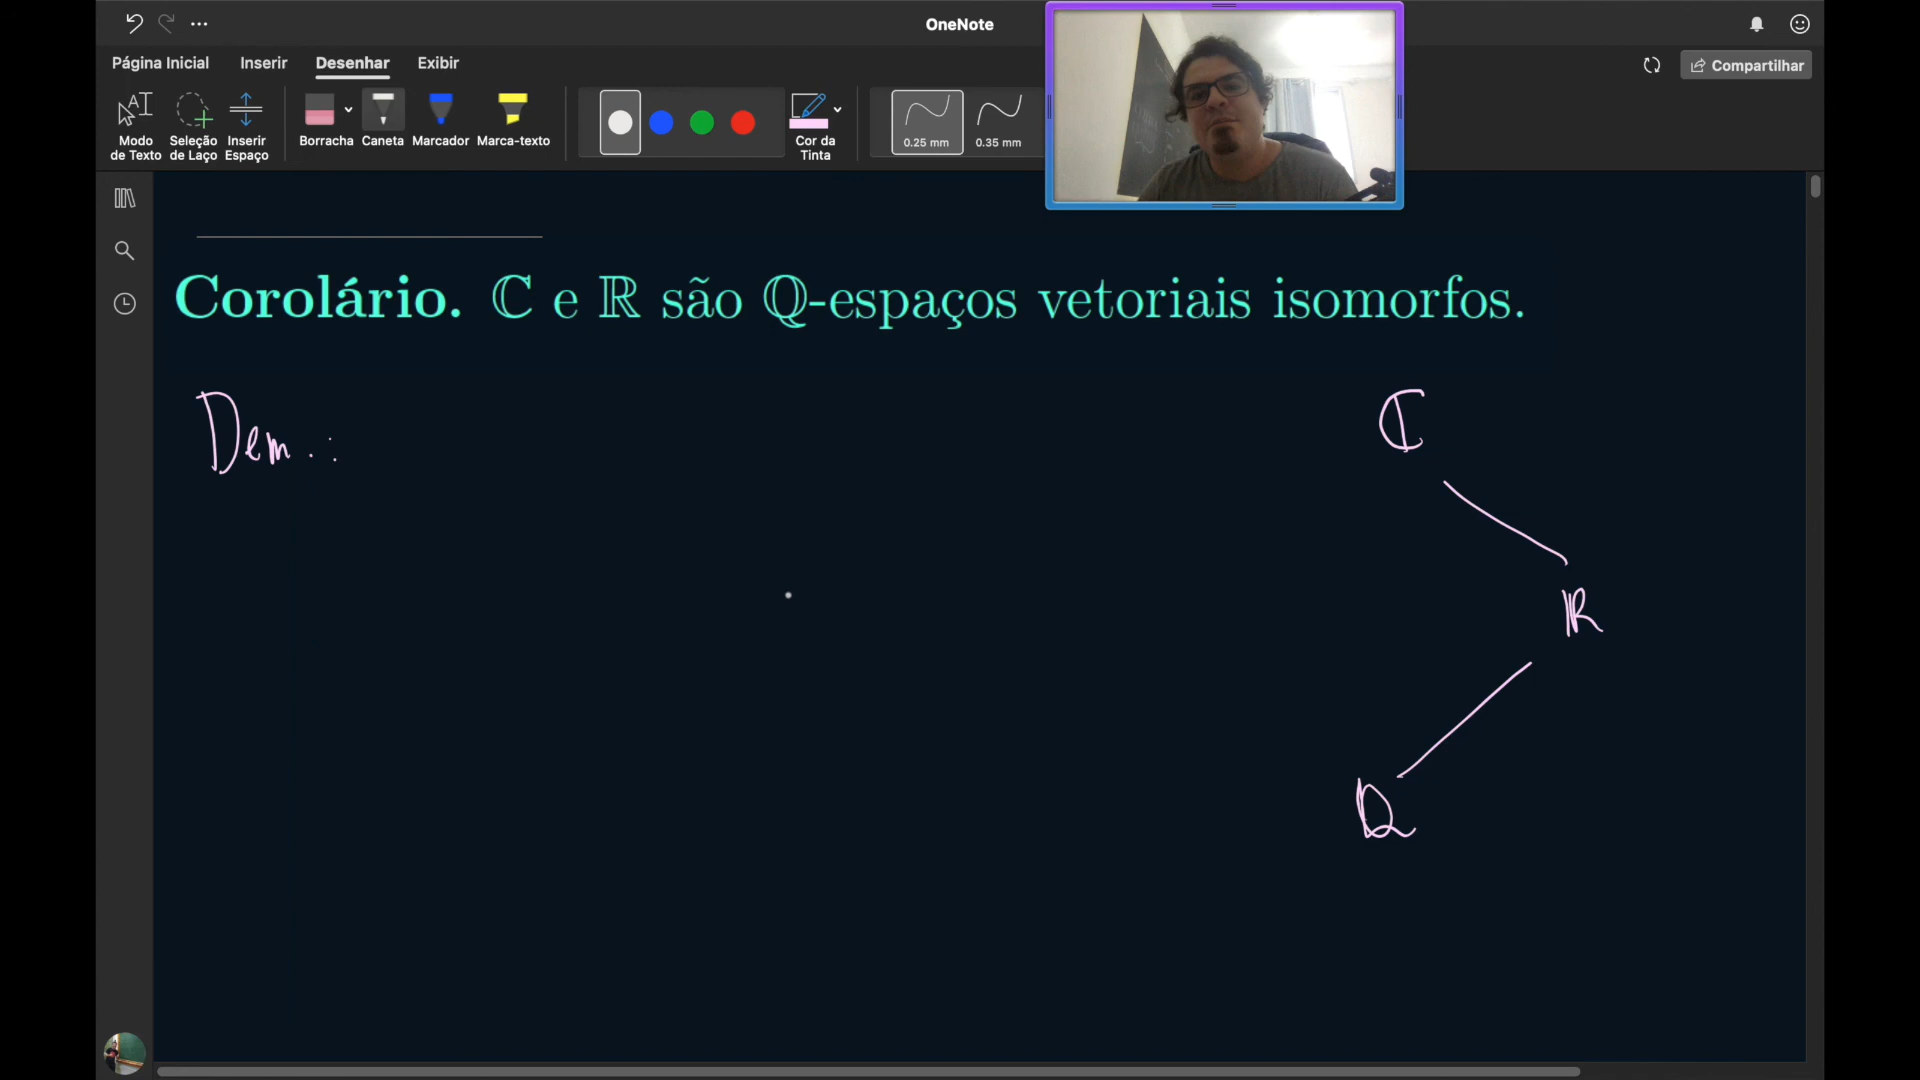 OneNote
Página Inicial Inserir Desenhar Exibir
Compartilhar
Modo de Texto
Seleção de Laço
Inserir Espaço
Borracha
Caneta
Marcador
Marca-texto
Cor da Tinta
0.25 mm
0.35 mm
Corolário. ℂ e ℝ são ℚ-espaços vetoriais isomorfos.
Dem.:
ℂ
ℝ
ℚ